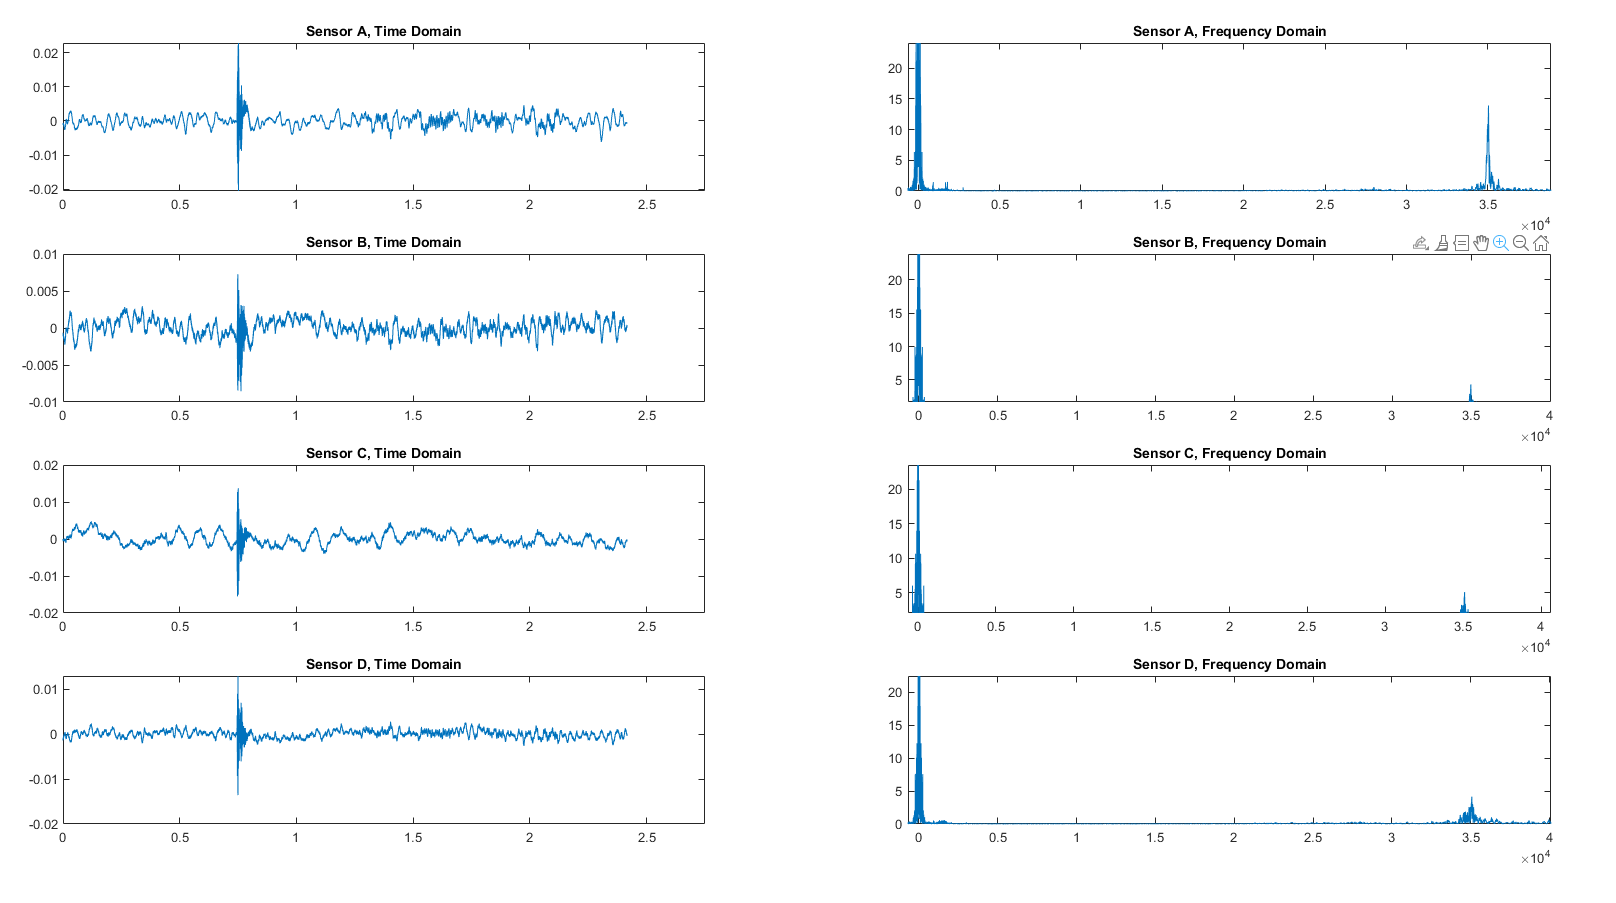 Sensor A, Time Domain
0.02
0.01
0
-0.01
-0.02
0 0.5 1 1.5 2 2.5
Sensor A, Frequency Domain
20
15
10
5
0
0 0.5 1 1.5 2 2.5 3 3.5
×10^4
Sensor B, Time Domain
0.01
0.005
0
-0.005
-0.01
0 0.5 1 1.5 2 2.5
Sensor B, Frequency Domain
20
15
10
5
0 0.5 1 1.5 2 2.5 3 3.5 4
×10^4
Sensor C, Time Domain
0.02
0.01
0
-0.01
-0.02
0 0.5 1 1.5 2 2.5
Sensor C, Frequency Domain
20
15
10
5
0 0.5 1 1.5 2 2.5 3 3.5 4
×10^4
Sensor D, Time Domain
0.01
0
-0.01
-0.02
0 0.5 1 1.5 2 2.5
Sensor D, Frequency Domain
20
15
10
5
0
0 0.5 1 1.5 2 2.5 3 3.5 4
×10^4